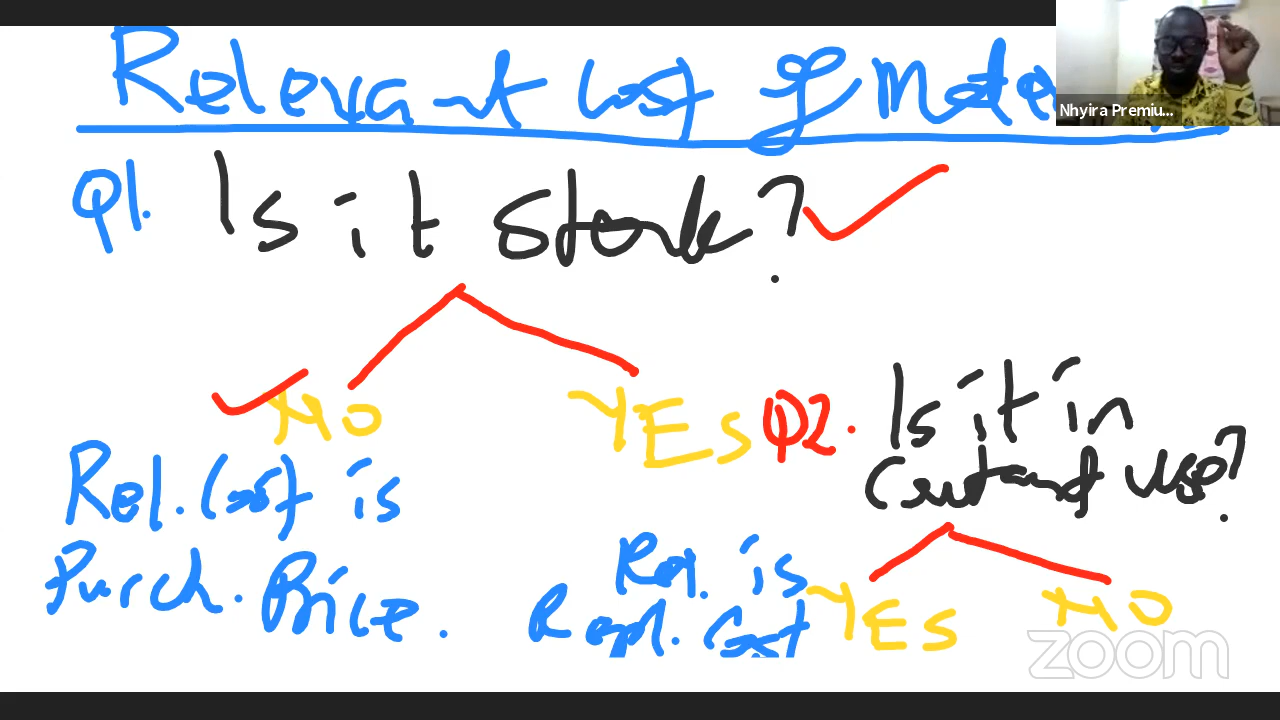 Relevant Cost of Mate
Nhyira Premiu...
Q1. Is it stock?
NO YES Q2. Is it in
constant use?
Rel. Cost is
Purch. Price.
Rel. is
Repl. Cost YES NO
zoom